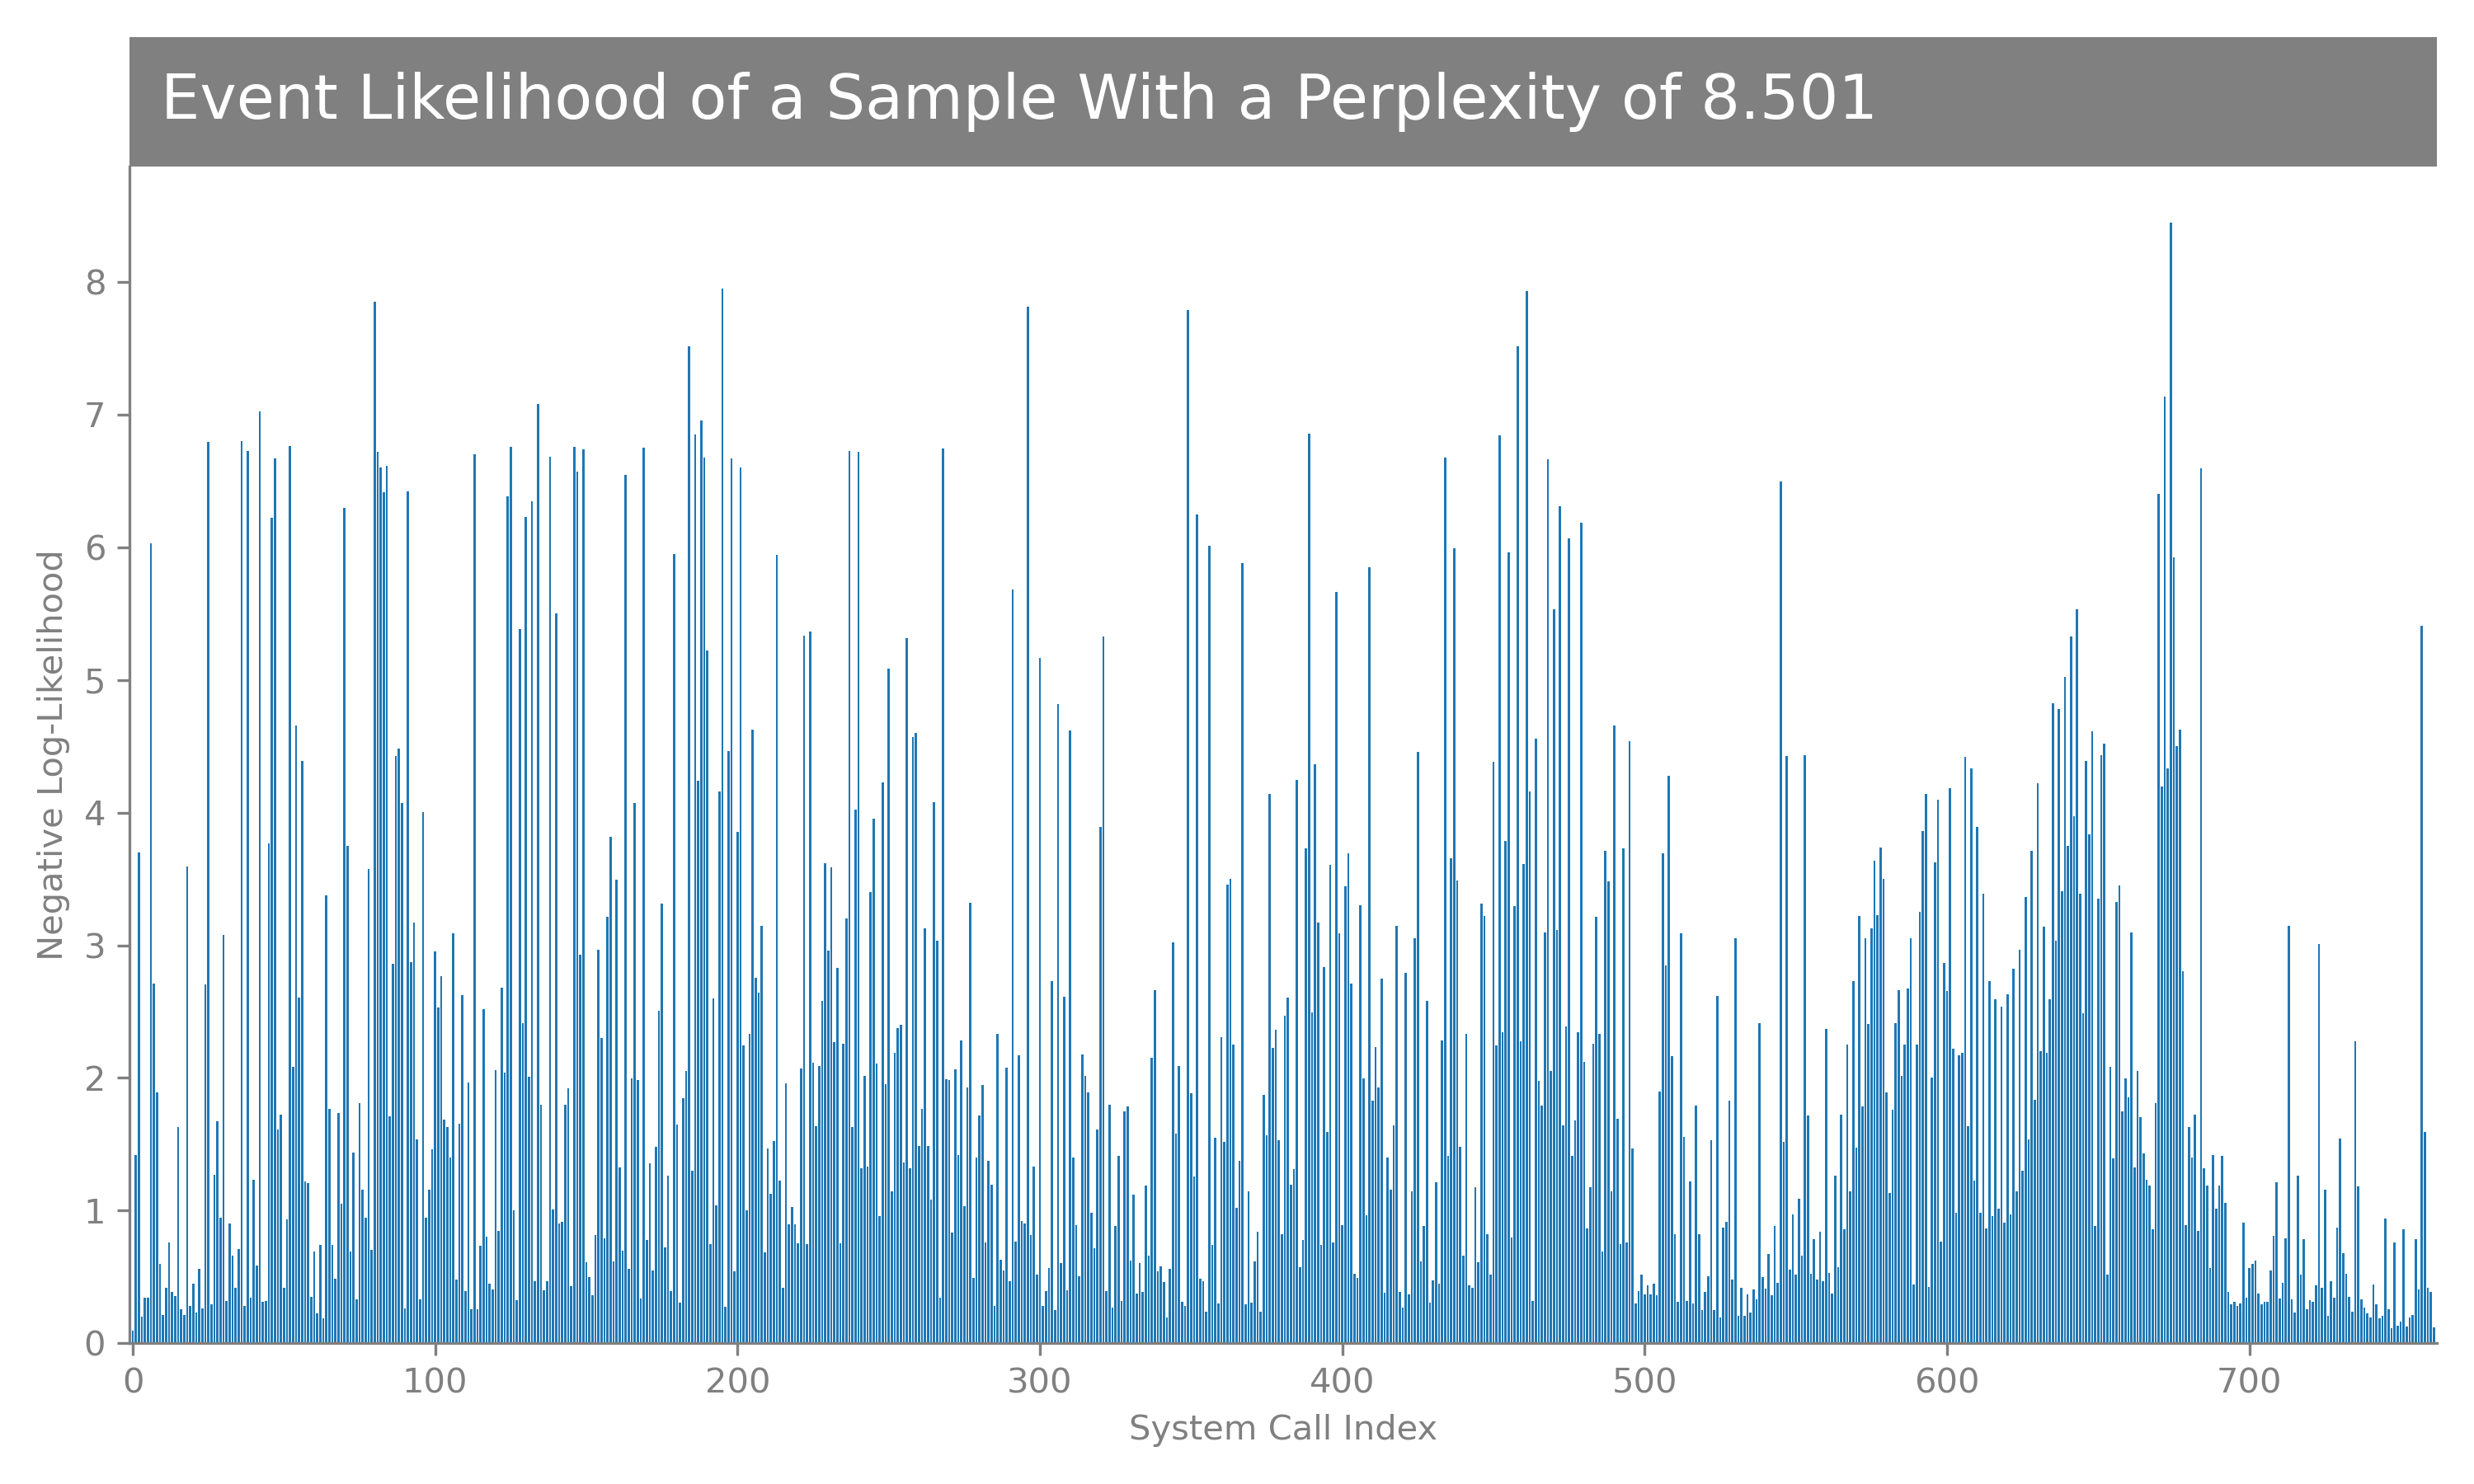 Event Likelihood of a Sample With a Perplexity of 8.501
8
7
6
5
4
3
2
1
0
Negative Log-Likelihood
0 100 200 300 400 500 600 700
System Call Index